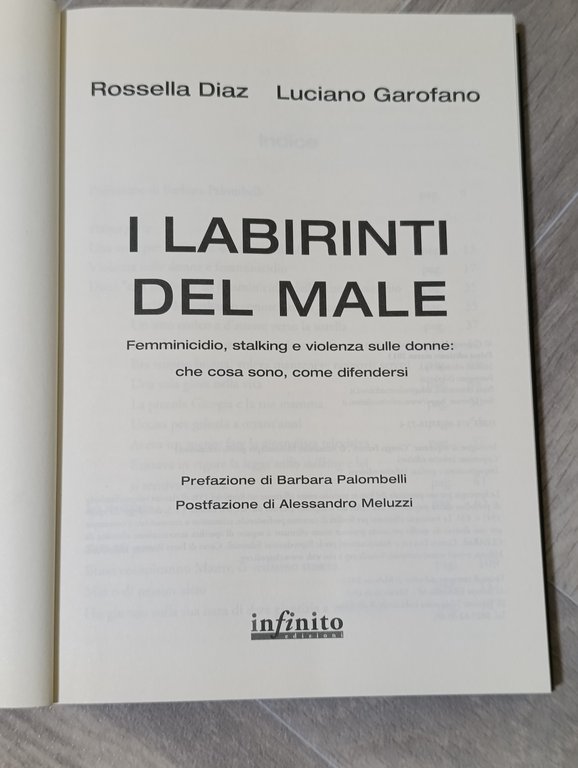 Rossella Diaz Luciano Garofano
I LABIRINTI
DEL MALE
Femminicidio, stalking e violenza sulle donne:
che cosa sono, come difendersi
Prefazione di Barbara Palombelli
Postfazione di Alessandro Meluzzi
infinito
edizioni